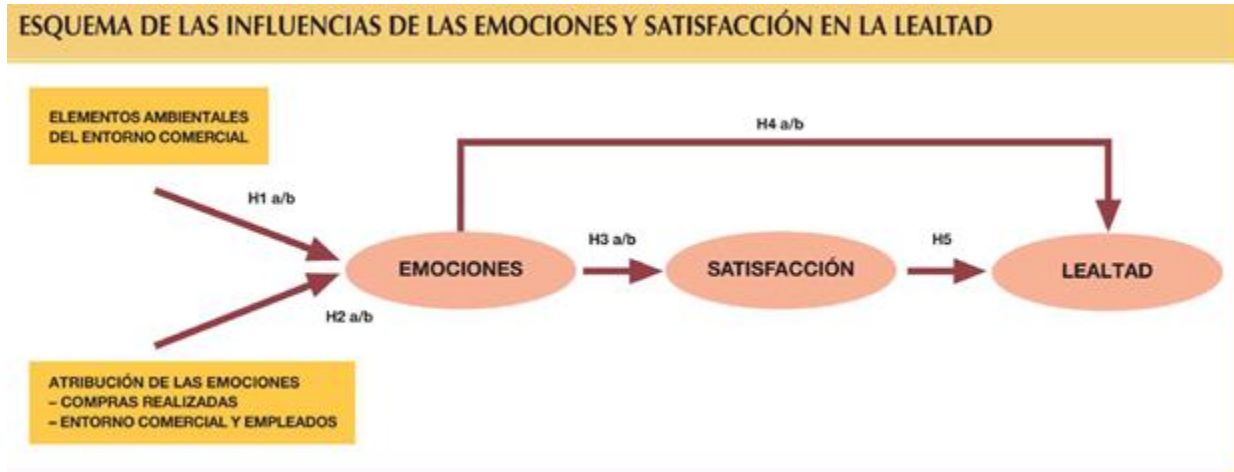 ESQUEMA DE LAS INFLUENCIAS DE LAS EMOCIONES Y SATISFACCIÓN EN LA LEALTAD
ELEMENTOS AMBIENTALES
DEL ENTORNO COMERCIAL
H4 a/b
H1 a/b
H3 a/b
H5
EMOCIONES
SATISFACCIÓN
LEALTAD
H2 a/b
ATRIBUCIÓN DE LAS EMOCIONES
– COMPRAS REALIZADAS
– ENTORNO COMERCIAL Y EMPLEADOS